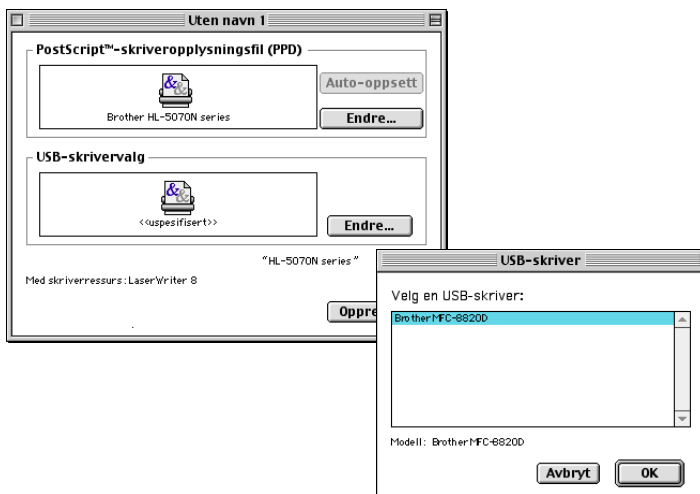 Uten navn 1
PostScript™-skriveropplysningsfil (PPD)
Auto-oppsett
Brother HL-5070N series
Endre...
USB-skrivervalg
<<uspesifisert>>
Endre...
"HL-5070N series"
Med skriverressurs: LaserWriter 8
Oppre
USB-skriver
Velg en USB-skriver:
Brother MFC-8820D
Modell: Brother MFC-8820D
Avbryt
OK